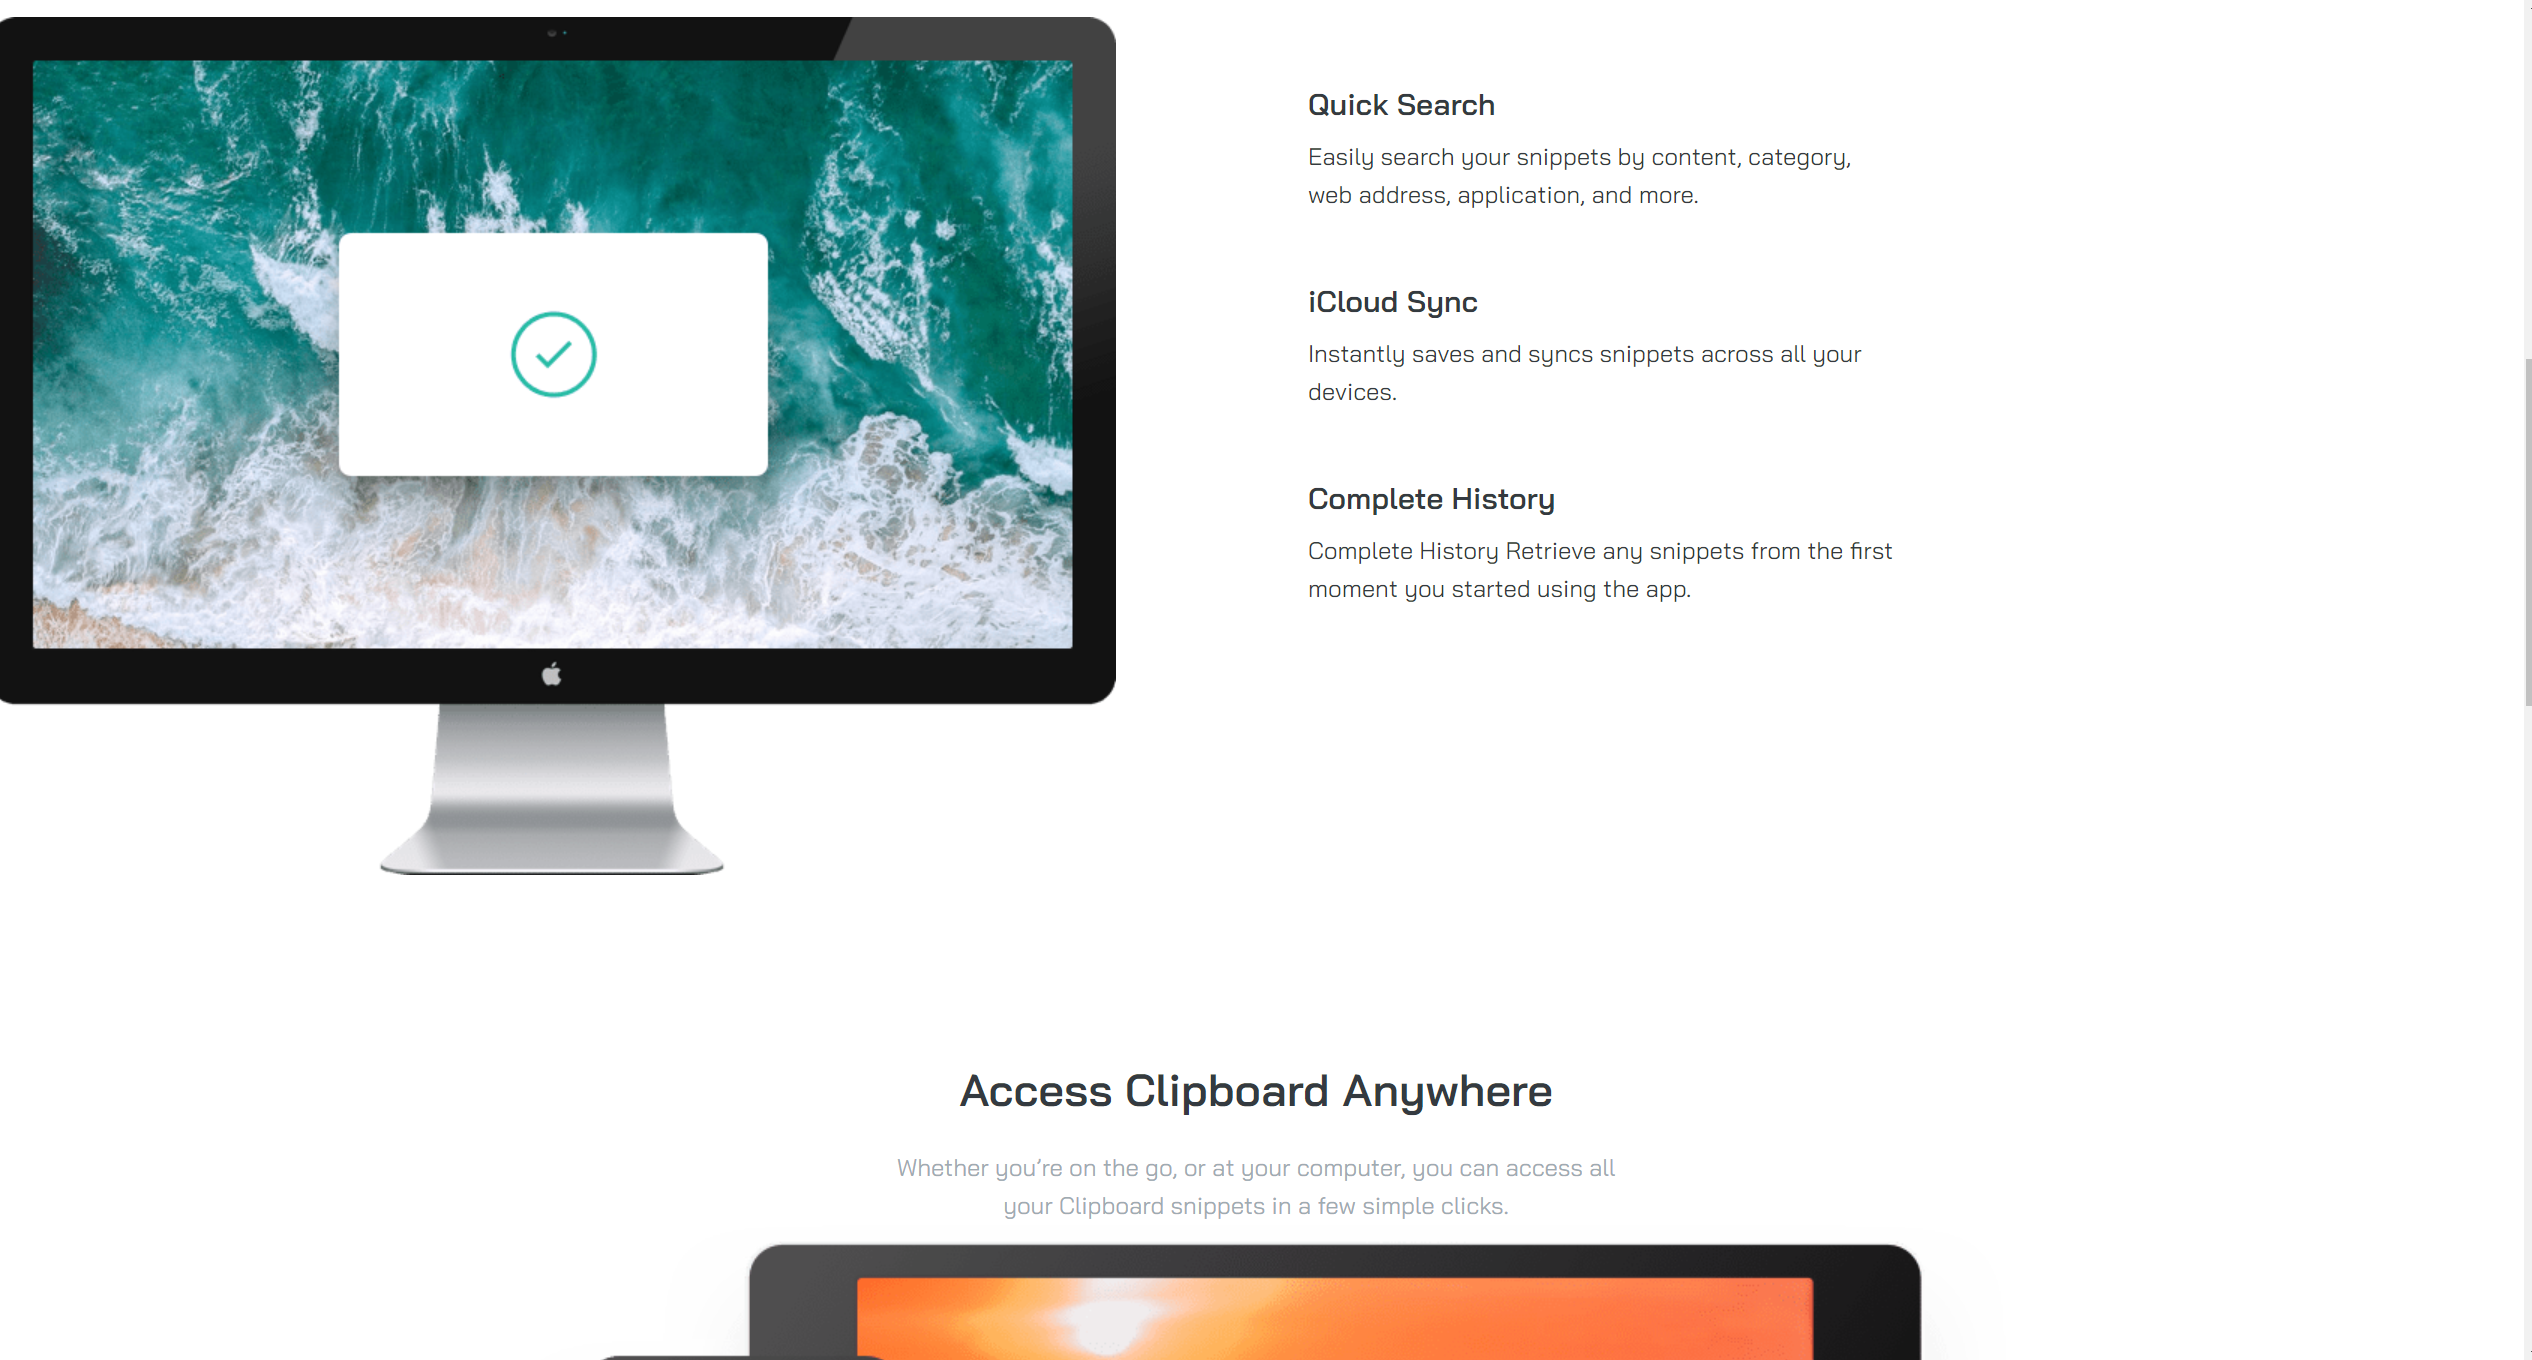 Quick Search
Easily search your snippets by content, category,
web address, application, and more.
iCloud Sync
Instantly saves and syncs snippets across all your
devices.
Complete History
Complete History Retrieve any snippets from the first
moment you started using the app.
Access Clipboard Anywhere
Whether you’re on the go, or at your computer, you can access all
your Clipboard snippets in a few simple clicks.